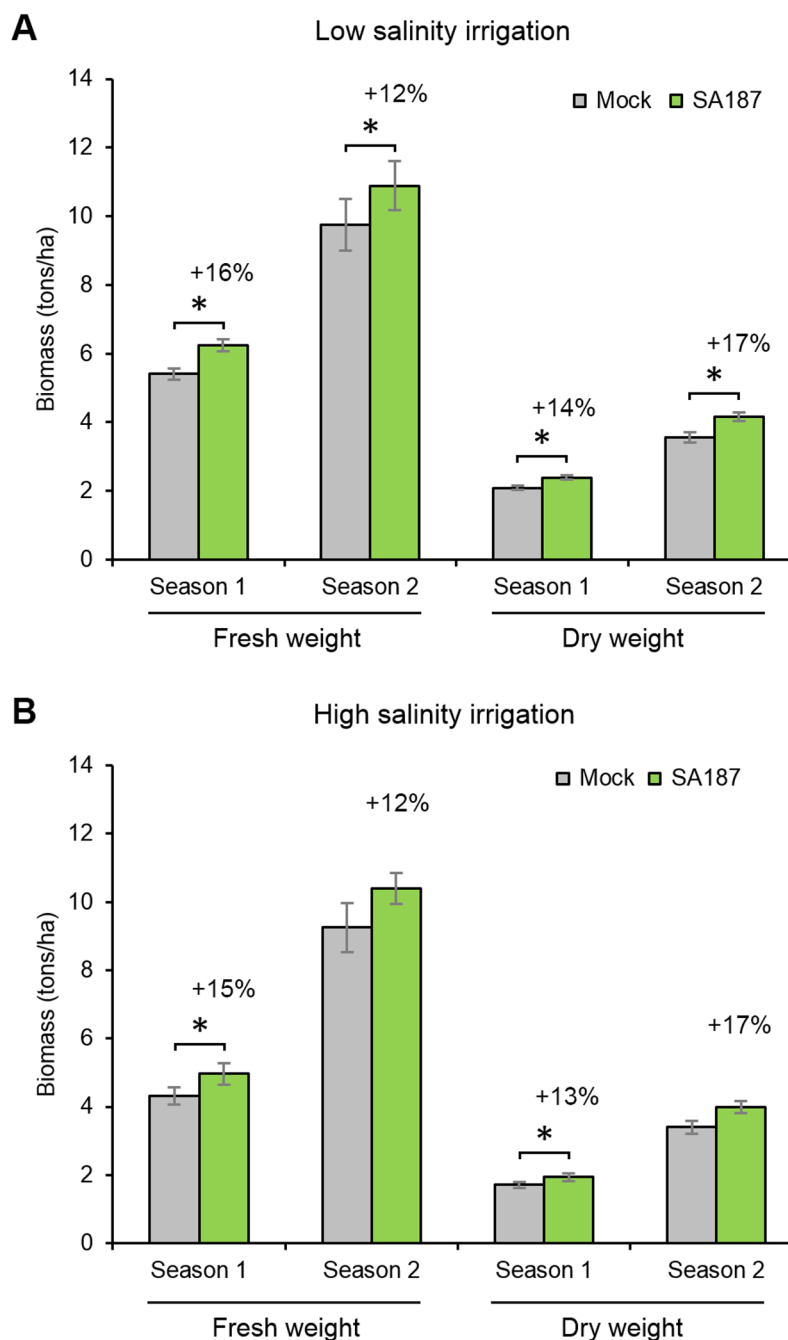 A
Low salinity irrigation
Biomass (tons/ha)
14
12
10
8
6
4
2
0
Mock SA187
+16%
*
+12%
*
+14%
*
+17%
*
Season 1 Season 2 Season 1 Season 2
Fresh weight Dry weight
B
High salinity irrigation
Biomass (tons/ha)
14
12
10
8
6
4
2
0
Mock SA187
+15%
*
+12%
+13%
*
+17%
Season 1 Season 2 Season 1 Season 2
Fresh weight Dry weight